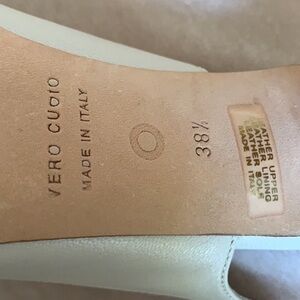 VERO CUOIO
MADE IN ITALY
38½
LEATHER UPPER
LEATHER LINING
LEATHER SOLE
MADE IN ITALY